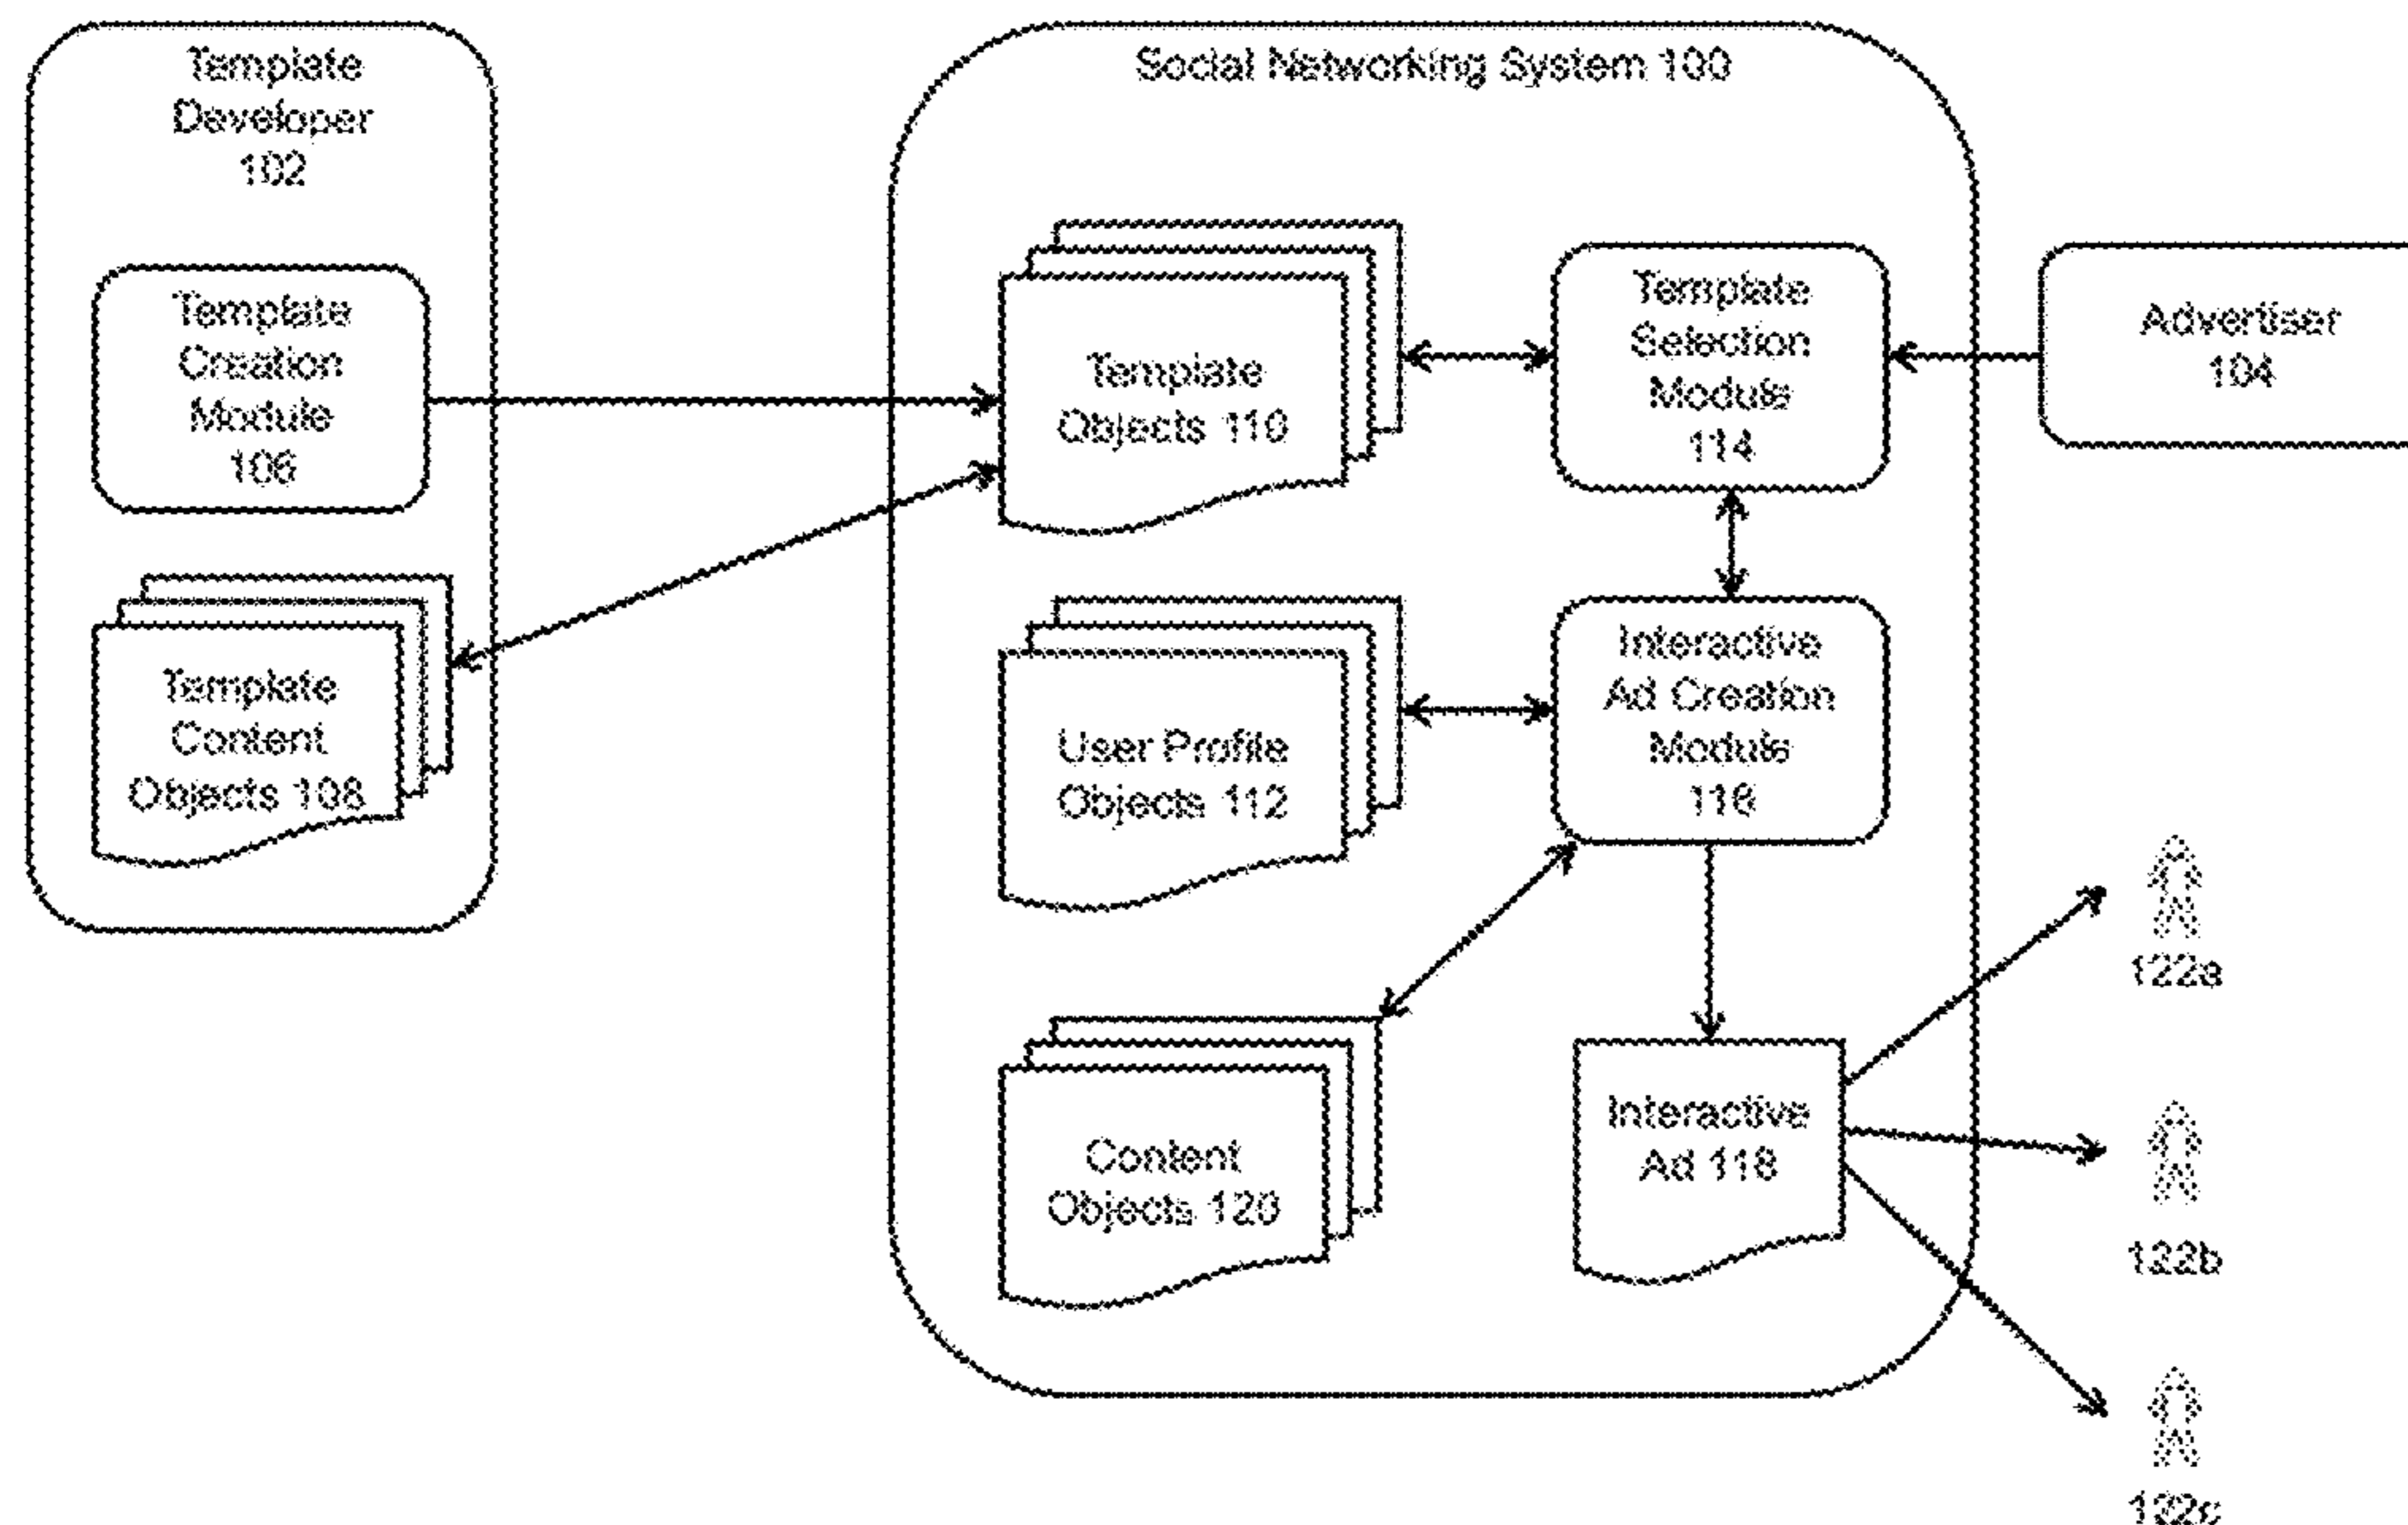 Template
Developer
102
Template
Creation
Module
106
Template
Content
Objects 108
Social Networking System 100
Template
Objects 110
Template
Selection
Module
114
Advertiser
104
User Profile
Objects 112
Interactive
Ad Creation
Module
116
Content
Objects 120
Interactive
Ad 118
122a
122b
122c